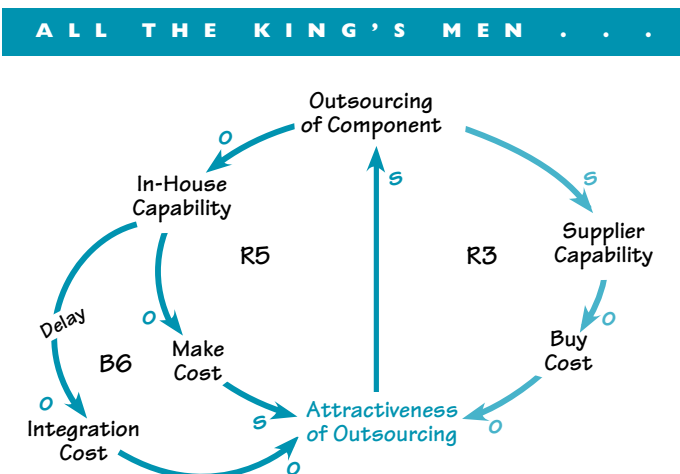 ALL THE KING'S MEN . . .
Outsourcing
of Component
O
S
S
In-House
Capability
Supplier
Capability
R5
R3
Delay
O
O
Make
Cost
Buy
Cost
B6
O
S
Attractiveness
of Outsourcing
O
Integration
Cost
O